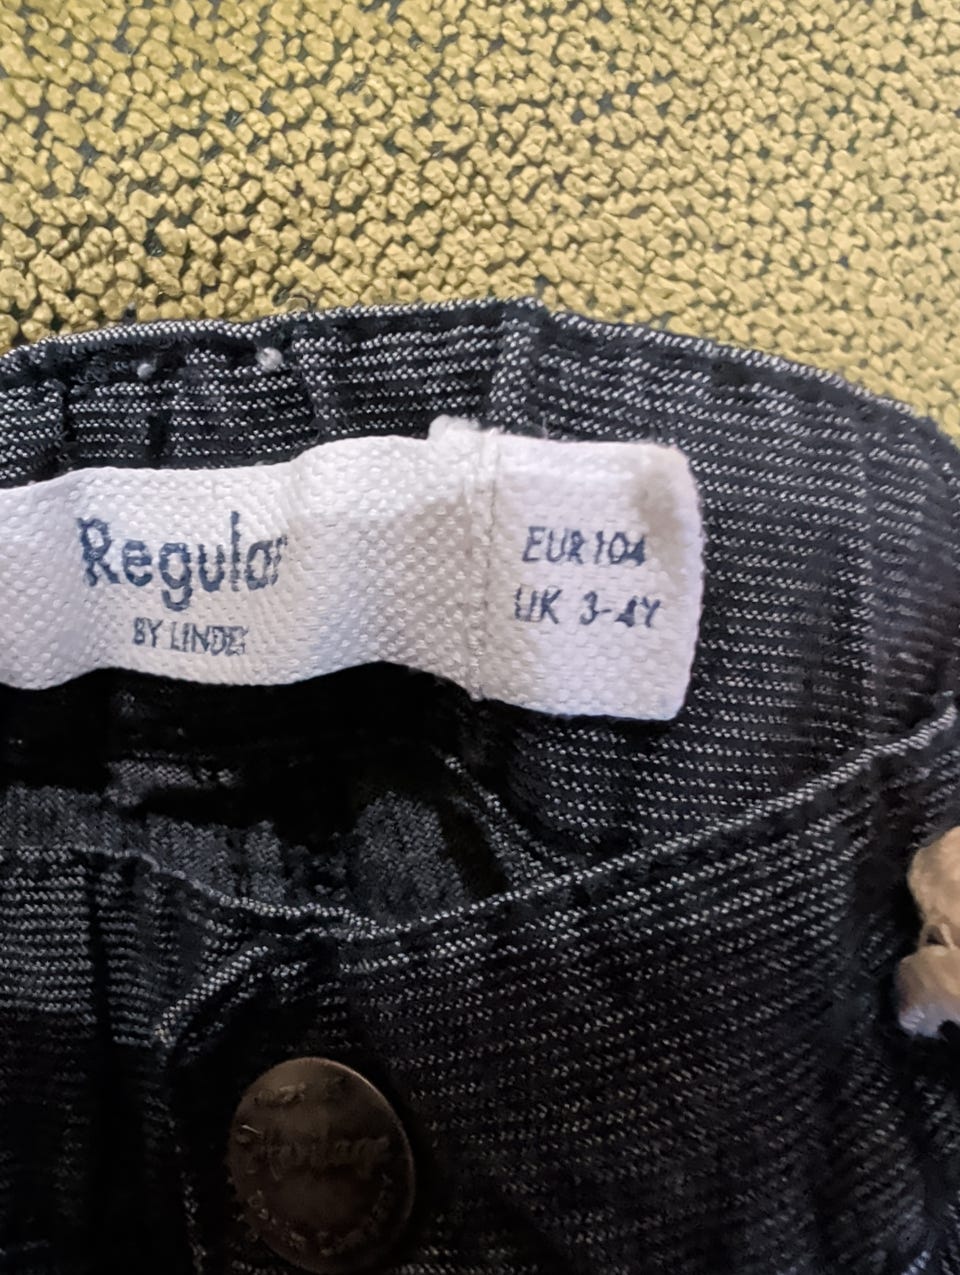 Regular
BY LINDEX
EUR 104
UK 3-4Y